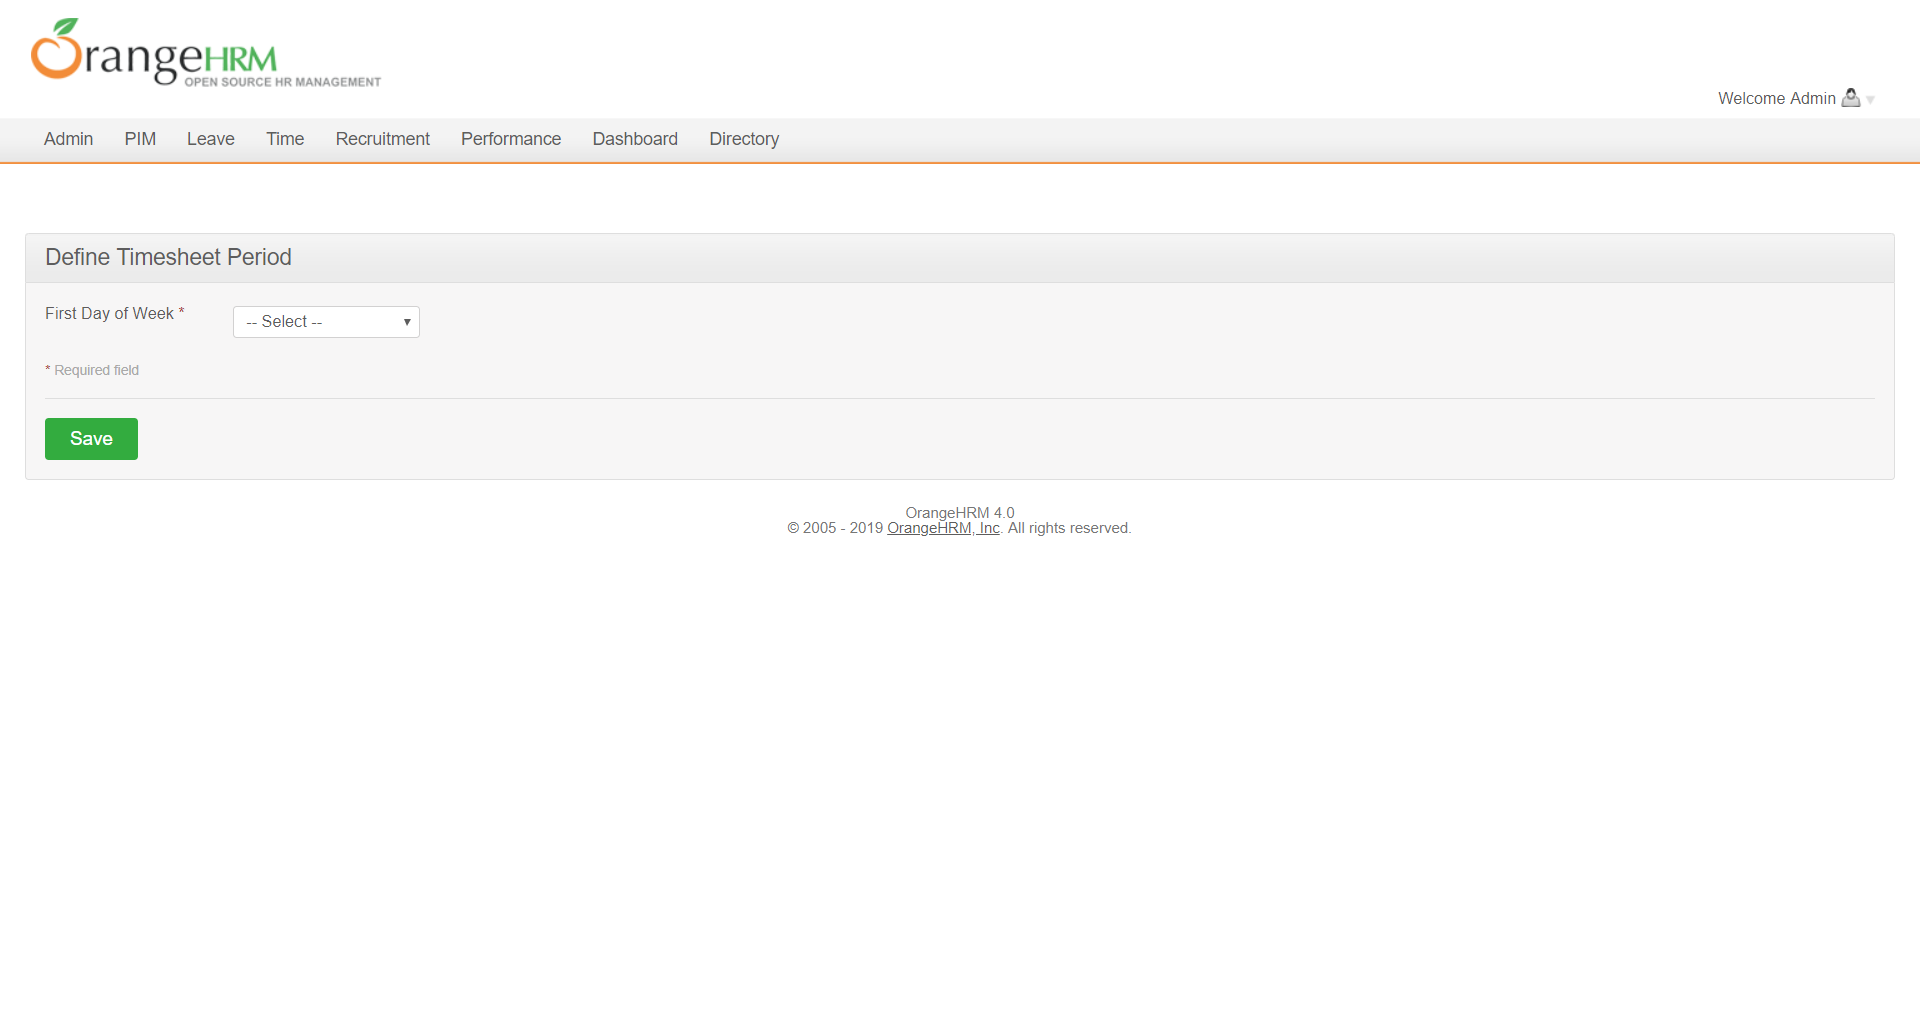 OrangeHRM
OPEN SOURCE HR MANAGEMENT
Welcome Admin
Admin PIM Leave Time Recruitment Performance Dashboard Directory
Define Timesheet Period
First Day of Week * -- Select --
* Required field
Save
OrangeHRM 4.0
© 2005 - 2019 OrangeHRM, Inc. All rights reserved.